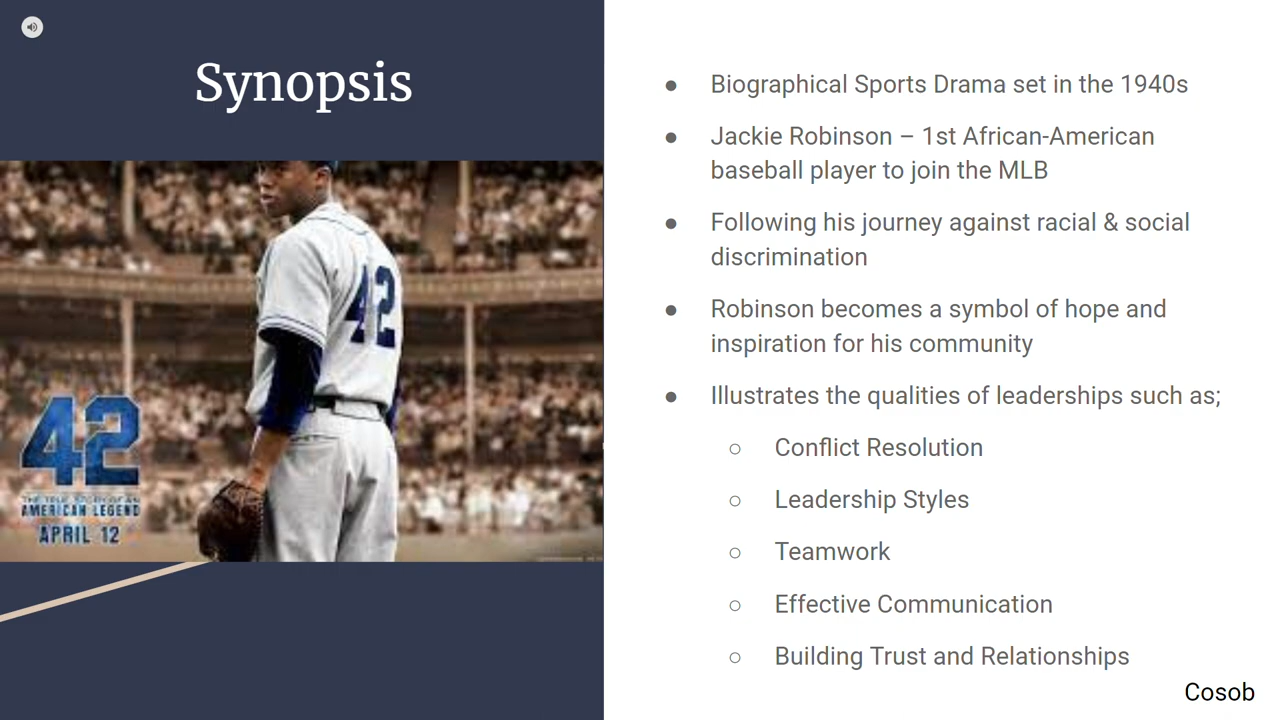 Synopsis
42
42
THE TRUE STORY OF AN
AMERICAN LEGEND
APRIL 12
● Biographical Sports Drama set in the 1940s
● Jackie Robinson – 1st African-American
baseball player to join the MLB
● Following his journey against racial & social
discrimination
● Robinson becomes a symbol of hope and
inspiration for his community
● Illustrates the qualities of leaderships such as;
○ Conflict Resolution
○ Leadership Styles
○ Teamwork
○ Effective Communication
○ Building Trust and Relationships
Cosob